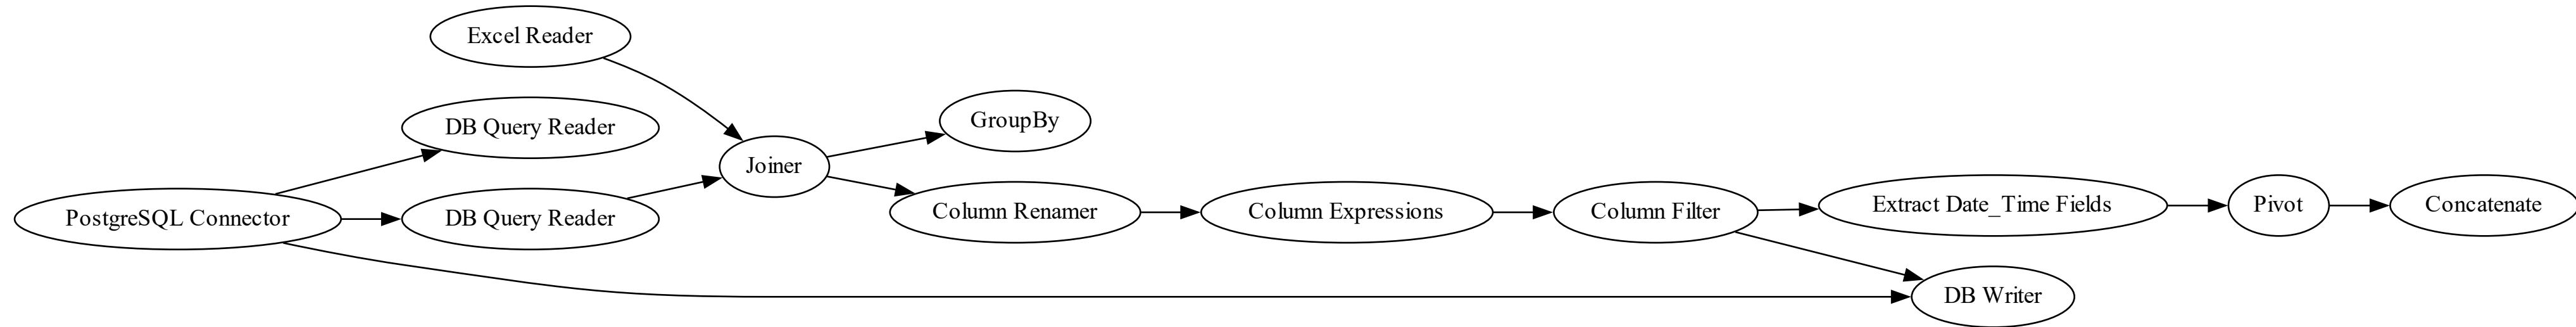 Excel Reader
DB Query Reader
GroupBy
Joiner
PostgreSQL Connector
DB Query Reader
Column Renamer
Column Expressions
Column Filter
Extract Date_Time Fields
Pivot
Concatenate
DB Writer